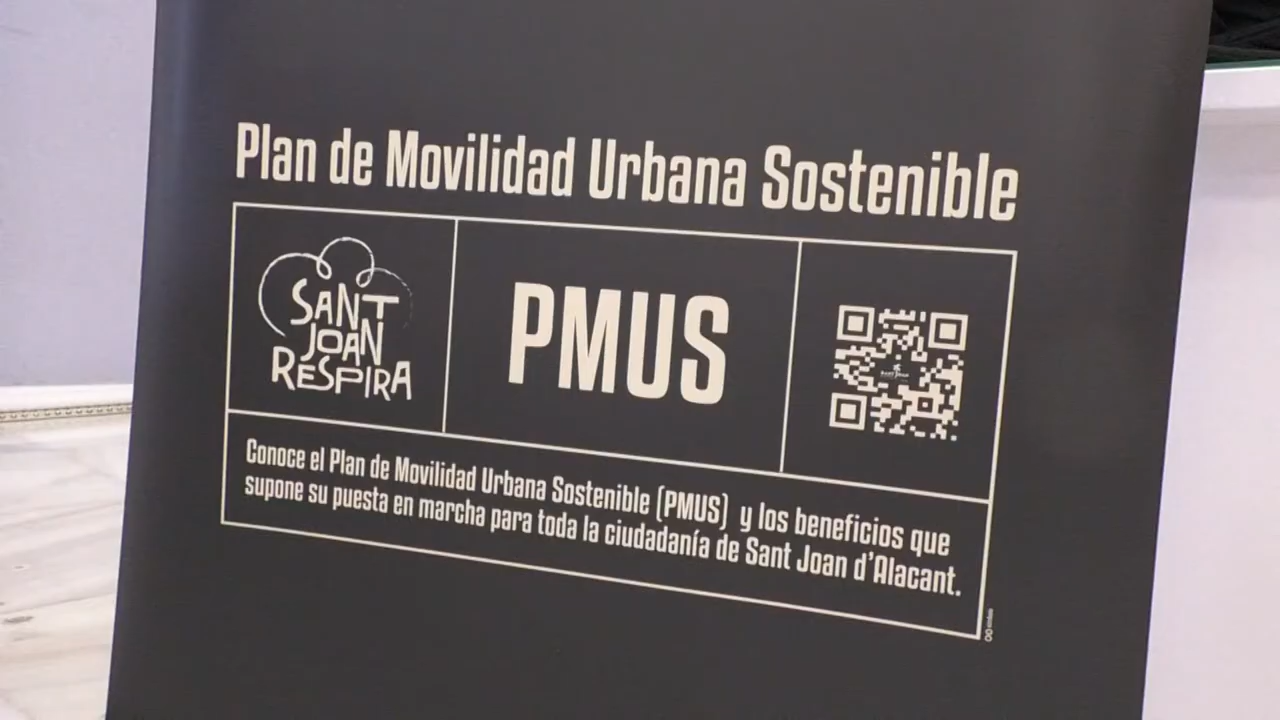 Plan de Movilidad Urbana Sostenible
SANT
JOAN
RESPIRA
PMUS
Conoce el Plan de Movilidad Urbana Sostenible (PMUS) y los beneficios que
supone su puesta en marcha para toda la ciudadanía de Sant Joan d'Alacant.